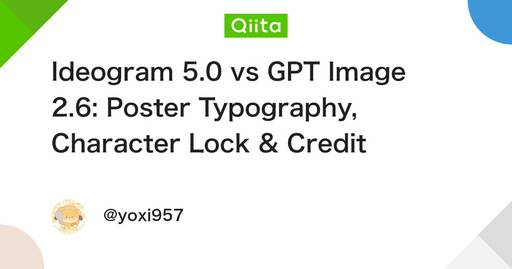 Qiita
Ideogram 5.0 vs GPT Image
2.6: Poster Typography,
Character Lock & Credit
@yoxi957